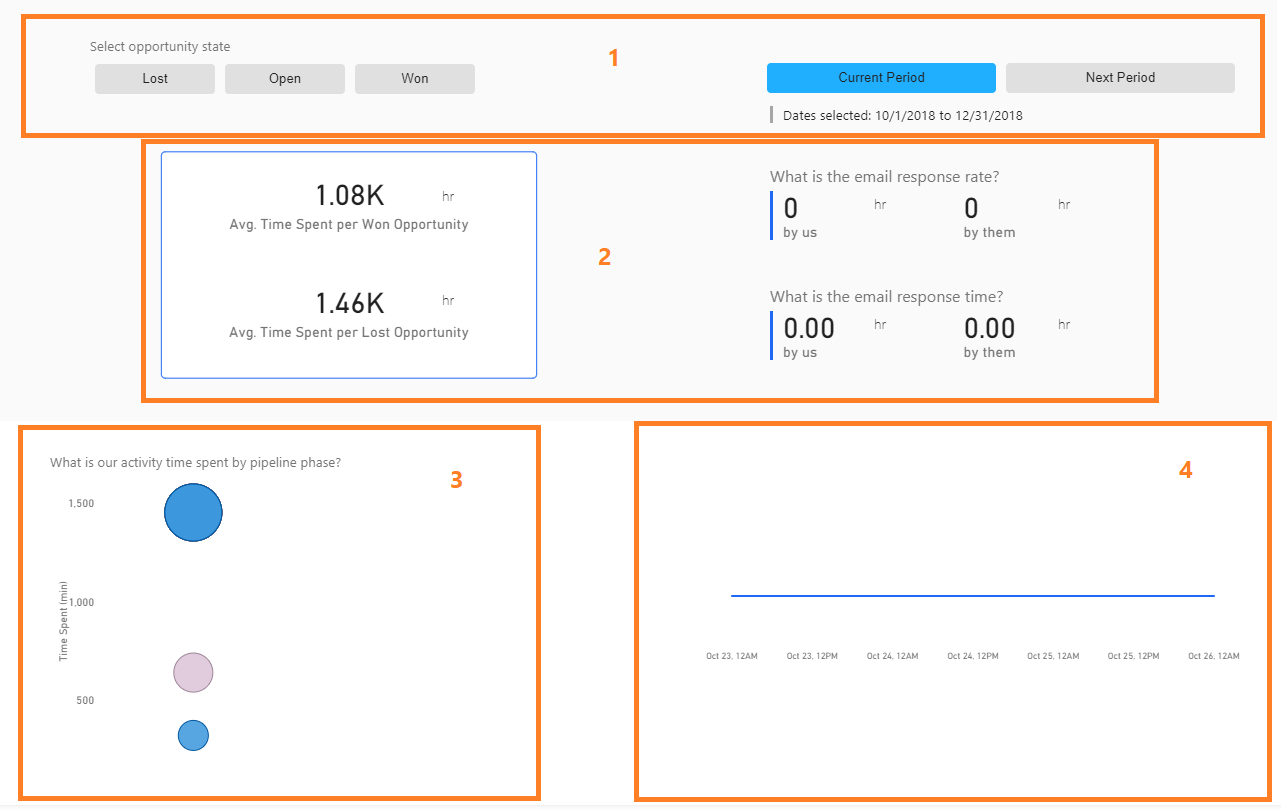 Select opportunity state
1
Lost Open Won
Current Period Next Period
Dates selected: 10/1/2018 to 12/31/2018
1.08K hr
Avg. Time Spent per Won Opportunity
1.46K hr
Avg. Time Spent per Lost Opportunity
2
What is the email response rate?
0 hr 0 hr
by us by them
What is the email response time?
0.00 hr 0.00 hr
by us by them
What is our activity time spent by pipeline phase?
3
1,500
1,000
500
Time Spent (min)
4
Oct 23, 12AM Oct 23, 12PM Oct 24, 12AM Oct 24, 12PM Oct 25, 12AM Oct 25, 12PM Oct 26, 12AM